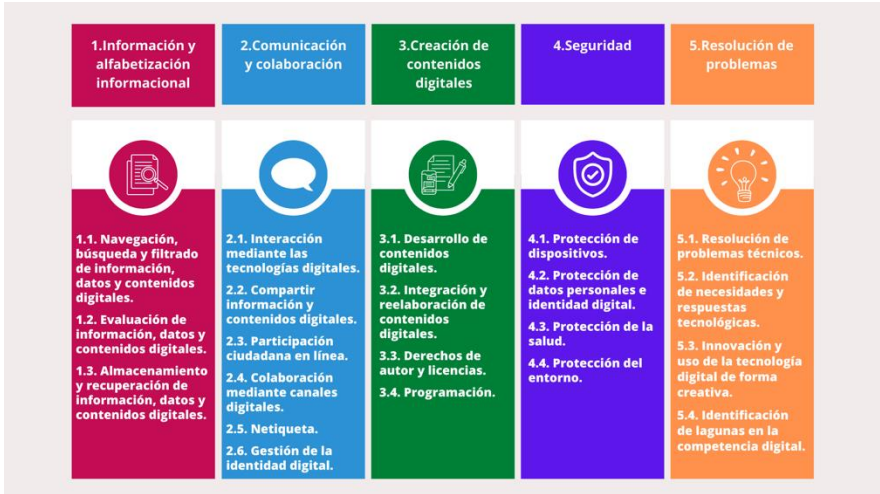 1.Información y
alfabetización
informacional
2.Comunicación
y colaboración
3.Creación de
contenidos
digitales
4.Seguridad
5.Resolución de
problemas
1.1. Navegación,
búsqueda y filtrado
de información,
datos y contenidos
digitales.
1.2. Evaluación de
información, datos y
contenidos digitales.
1.3. Almacenamiento
y recuperación de
información, datos y
contenidos digitales.
2.1. Interacción
mediante las
tecnologías digitales.
2.2. Compartir
información y
contenidos digitales.
2.3. Participación
ciudadana en línea.
2.4. Colaboración
mediante canales
digitales.
2.5. Netiqueta.
2.6. Gestión de la
identidad digital.
3.1. Desarrollo de
contenidos
digitales.
3.2. Integración y
reelaboración de
contenidos
digitales.
3.3. Derechos de
autor y licencias.
3.4. Programación.
4.1. Protección de
dispositivos.
4.2. Protección de
datos personales e
identidad digital.
4.3. Protección de la
salud.
4.4. Protección del
entorno.
5.1. Resolución de
problemas técnicos.
5.2. Identificación
de necesidades y
respuestas
tecnológicas.
5.3. Innovación y
uso de la tecnología
digital de forma
creativa.
5.4. Identificación
de lagunas en la
competencia digital.